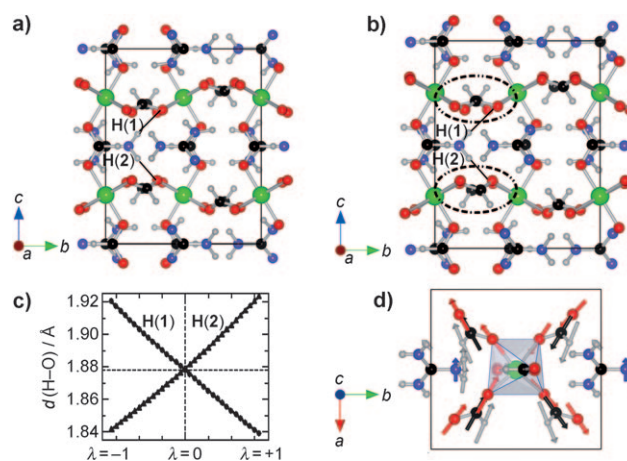 a)
H(1)
H(2)
c
a
b
b)
H(1)
H(2)
c
a
b
c)
d (H–O) / Å
1.92
1.90
1.88
1.86
1.84
H(1) H(2)
λ=–1 λ=0 λ=+1
d)
c
b
a